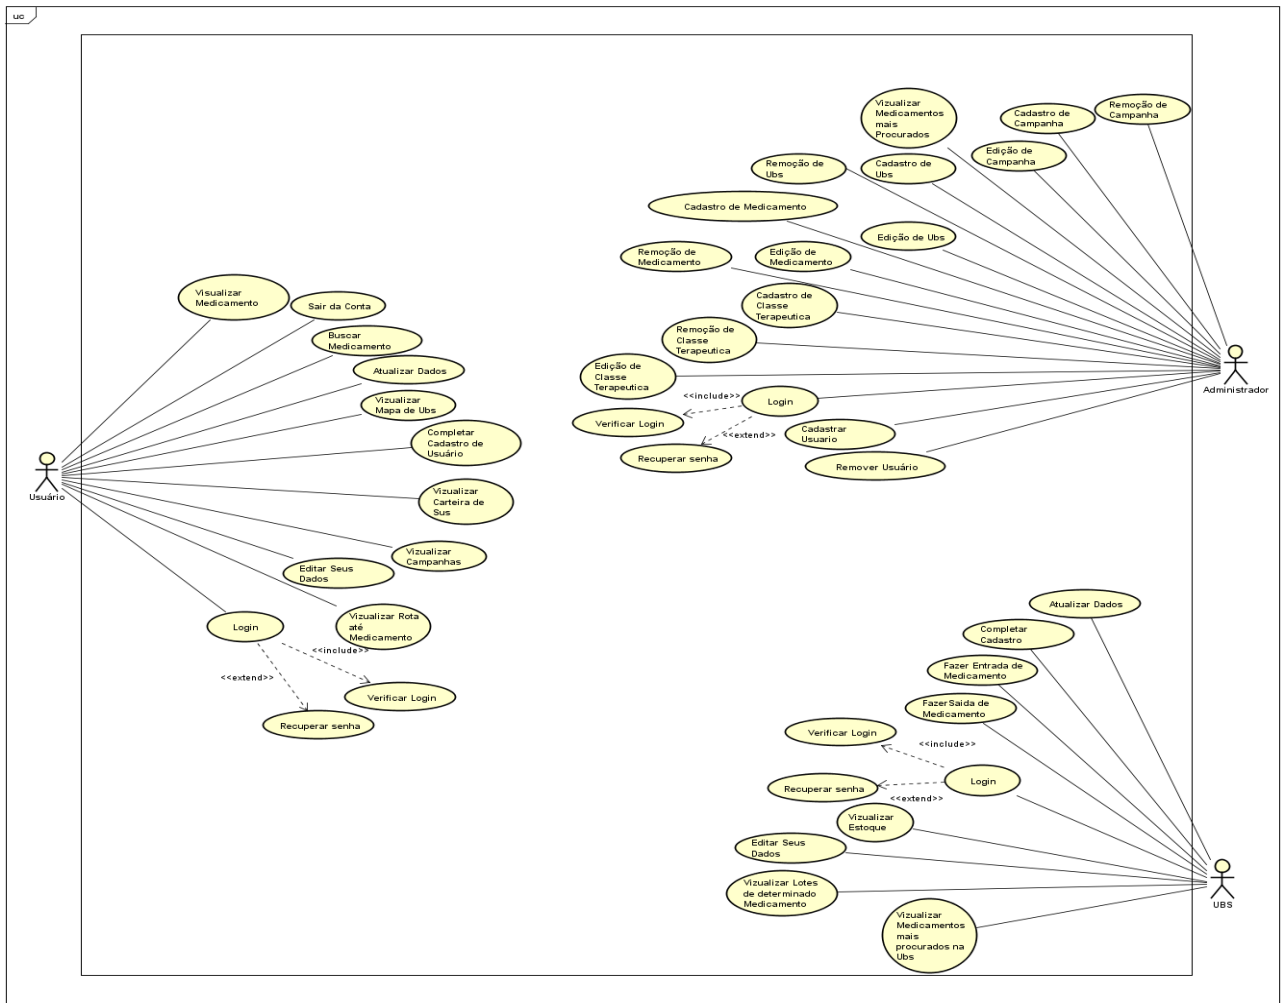 uc
Vizualizar
Medicamentos
mais
Procurados
Cadastro de
Campanha
Remoção de
Campanha
Edição de
Campanha
Remoção de
Ubs
Cadastro de
Ubs
Cadastro de Medicamento
Edição de Ubs
Remoção de
Medicamento
Edição de
Medicamento
Cadastro de
Classe
Terapeutica
Remoção de
Classe
Terapeutica
Edição de
Classe
Terapeutica
<<include>>
Login
Verificar Login
<<extend>>
Recuperar senha
Cadastrar
Usuario
Remover Usuário
Administrador
Visualizar
Medicamento
Sair da Conta
Buscar
Medicamento
Atualizar Dados
Vizualizar
Mapa de Ubs
Completar
Cadastro de
Usuário
Usuário
Vizualizar
Carteira de
Sus
Vizualizar
Campanhas
Editar Seus
Dados
Vizualizar Rota
até
Medicamento
Login
<<include>>
<<extend>>
Verificar Login
Recuperar senha
Atualizar Dados
Completar
Cadastro
Fazer Entrada de
Medicamento
FazerSaida de
Medicamento
Verificar Login
<<include>>
Login
Recuperar senha
<<extend>>
Vizualizar
Estoque
Editar Seus
Dados
Vizualizar Lotes
de determinado
Medicamento
UBS
Vizualizar
Medicamentos
mais
procurados na
Ubs